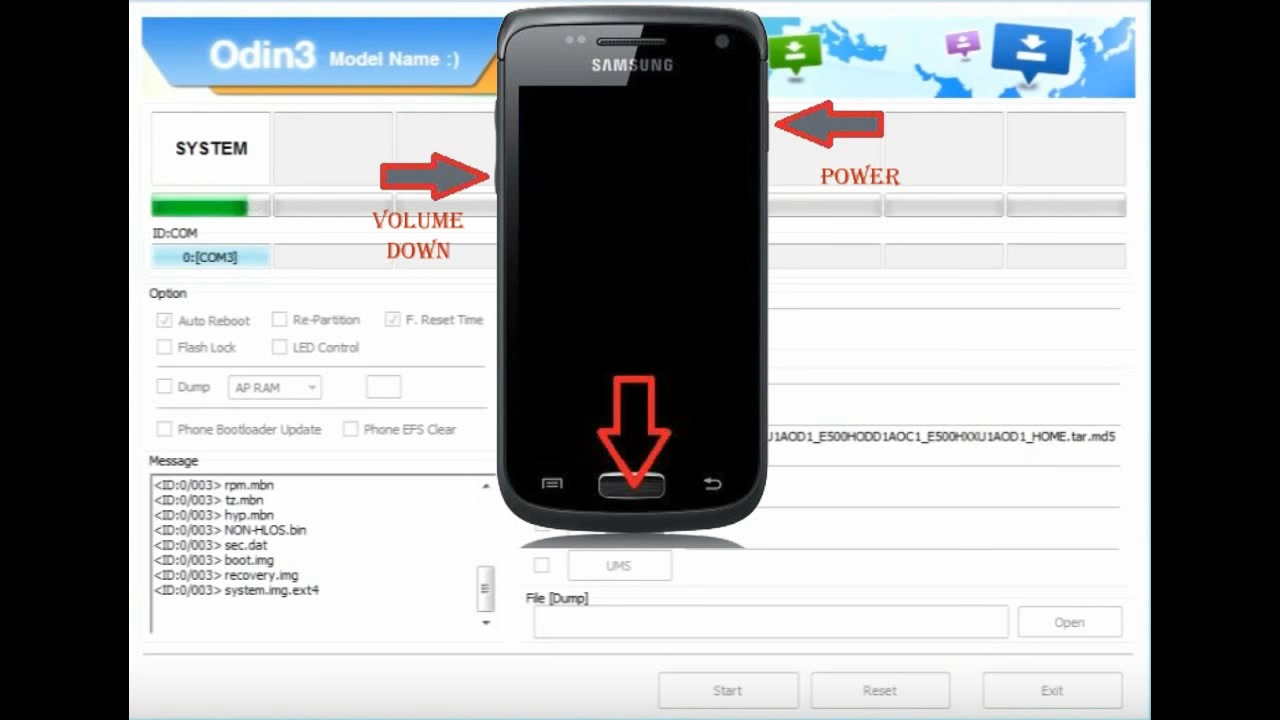 Odin3 Model Name :)
SAMSUNG
SYSTEM
POWER
VOLUME
DOWN
ID:COM
0:[COM3]
Option
Auto Reboot Re-Partition F. Reset Time
Flash Lock LED Control
Dump AP RAM
Phone Bootloader Update Phone EFS Clear
U1AOD1_E500HODD1AOC1_E500HXXU1AOD1_HOME.tar.md5
Message
<ID:0/003> rpm.mbn
<ID:0/003> tz.mbn
<ID:0/003> hyp.mbn
<ID:0/003> NON-HLOS.bin
<ID:0/003> sec.dat
<ID:0/003> boot.img
<ID:0/003> recovery.img
<ID:0/003> system.img.ext4
UMS
File [Dump]
Open
Start Reset Exit